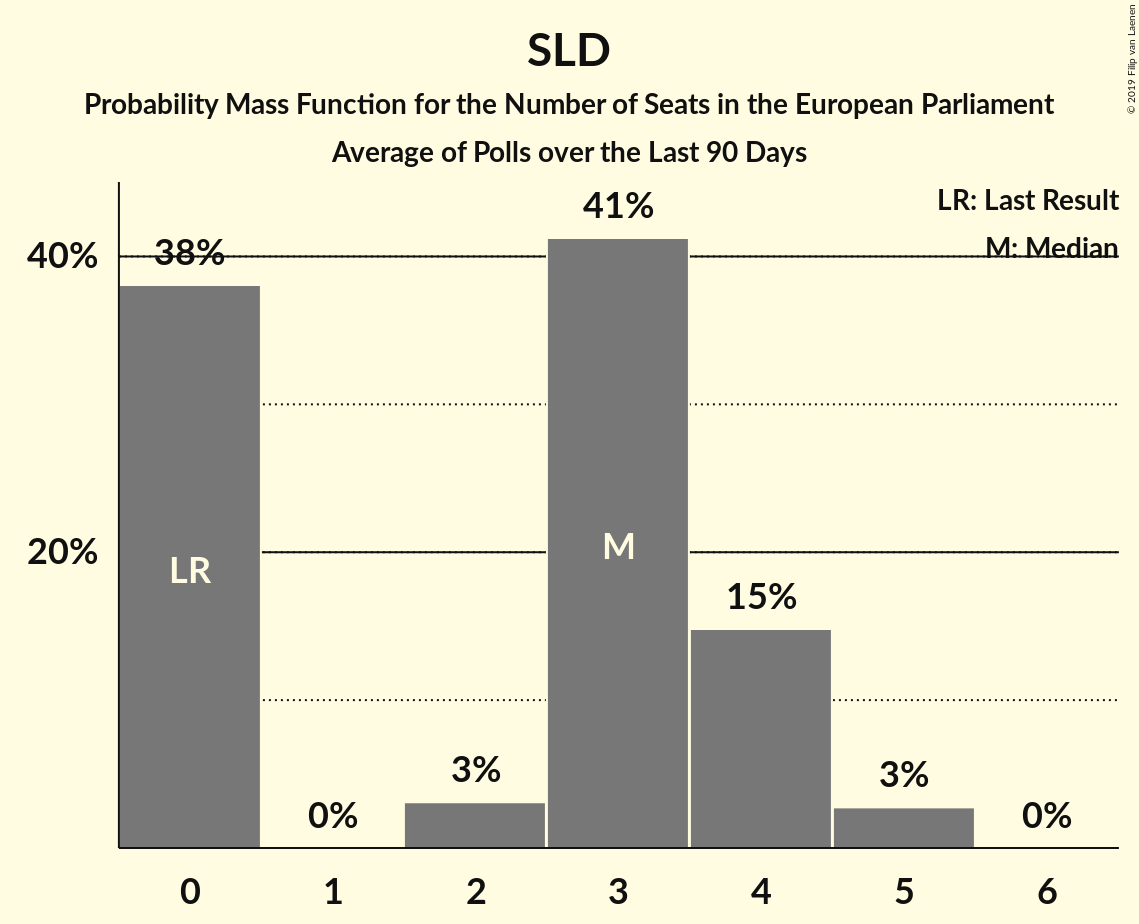 SLD
Probability Mass Function for the Number of Seats in the European Parliament
Average of Polls over the Last 90 Days
© 2019 Filip van Laenen
LR: Last Result
M: Median
40%
20%
38%
0%
3%
41%
15%
3%
0%
LR
M
0 1 2 3 4 5 6